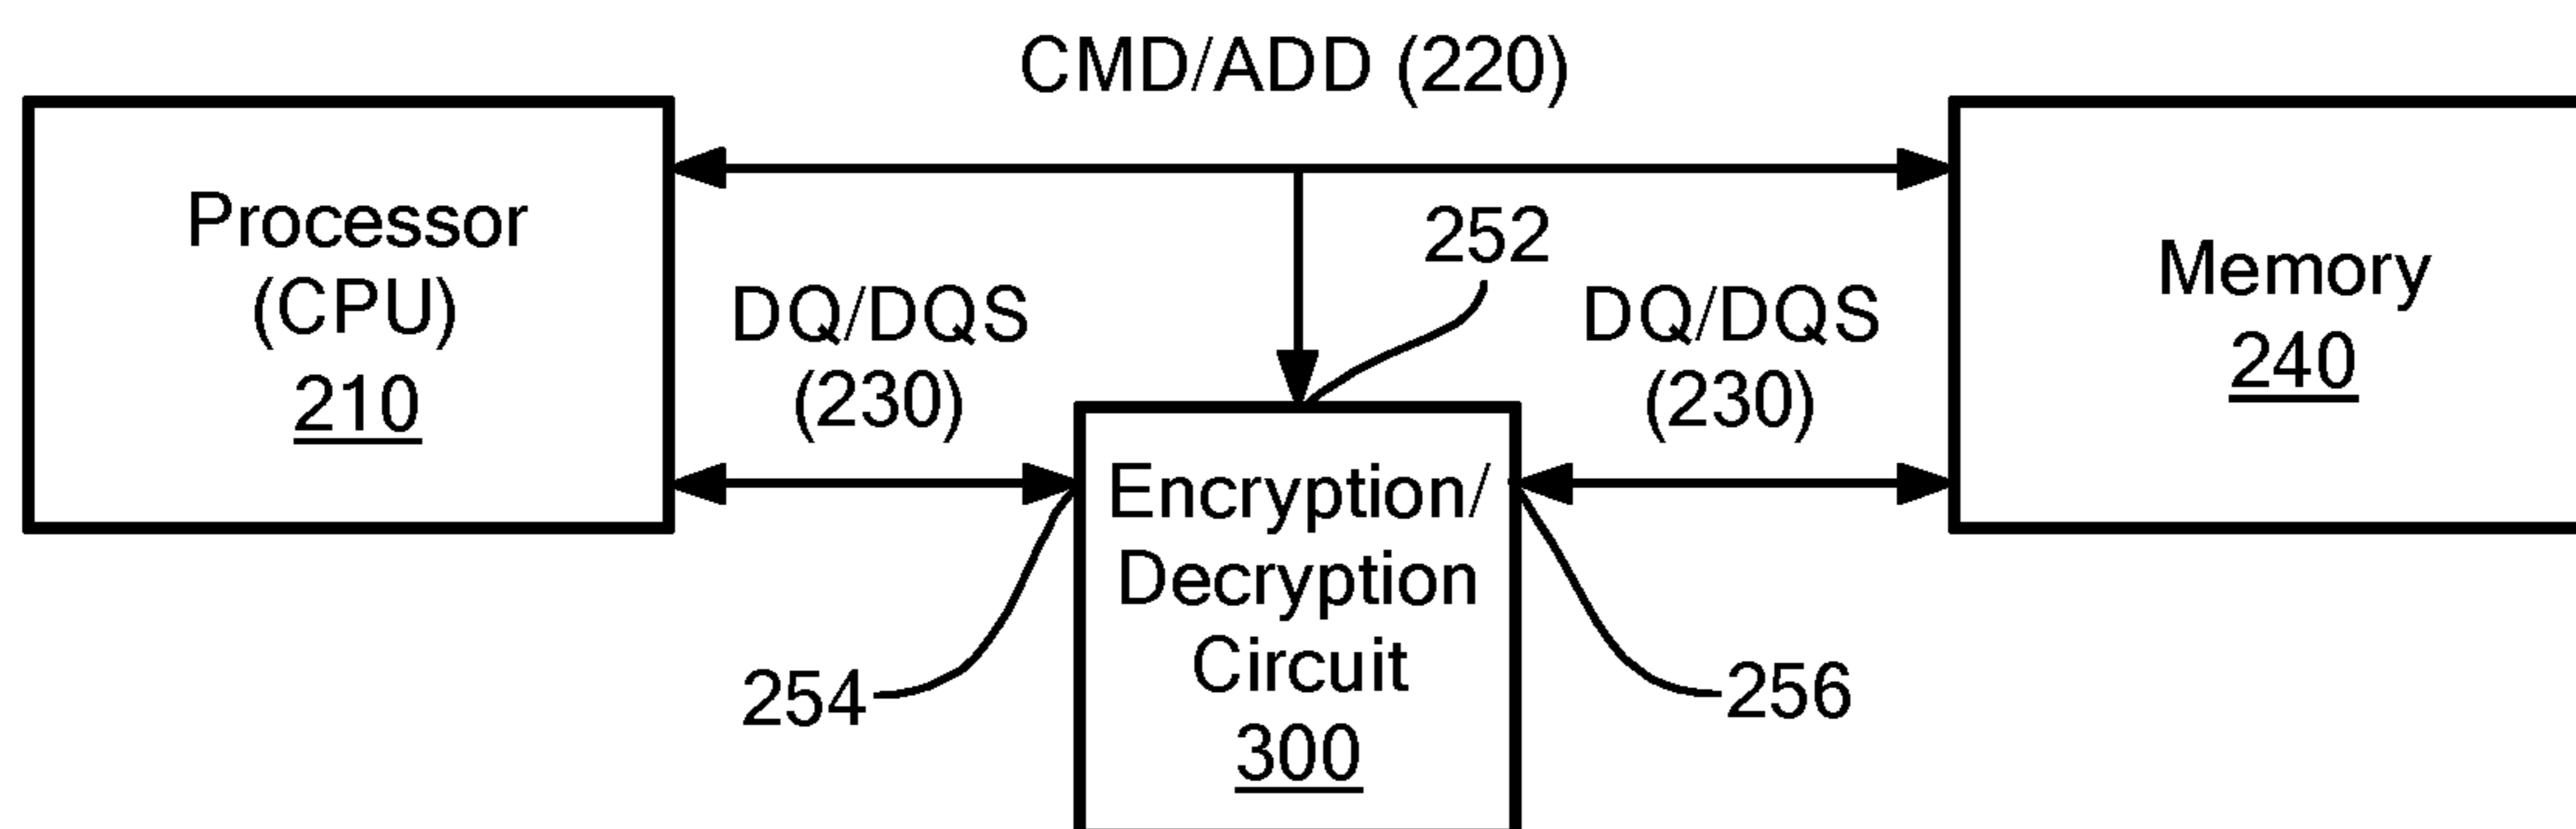 CMD/ADD (220)
Processor
(CPU)
210
DQ/DQS
(230)
252
DQ/DQS
(230)
Memory
240
Encryption/
Decryption
Circuit
300
254
256